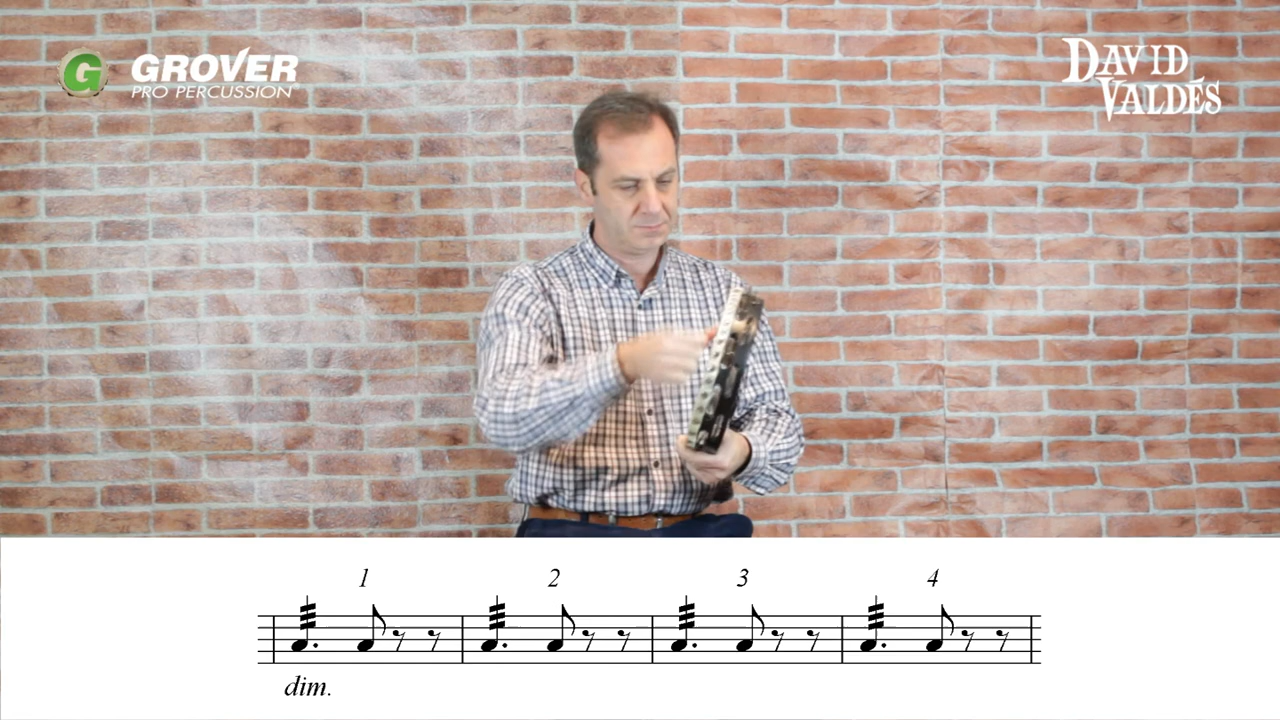 G GROVER
PRO PERCUSSION
DAVID
VALDÉS
1 2 3 4
dim.